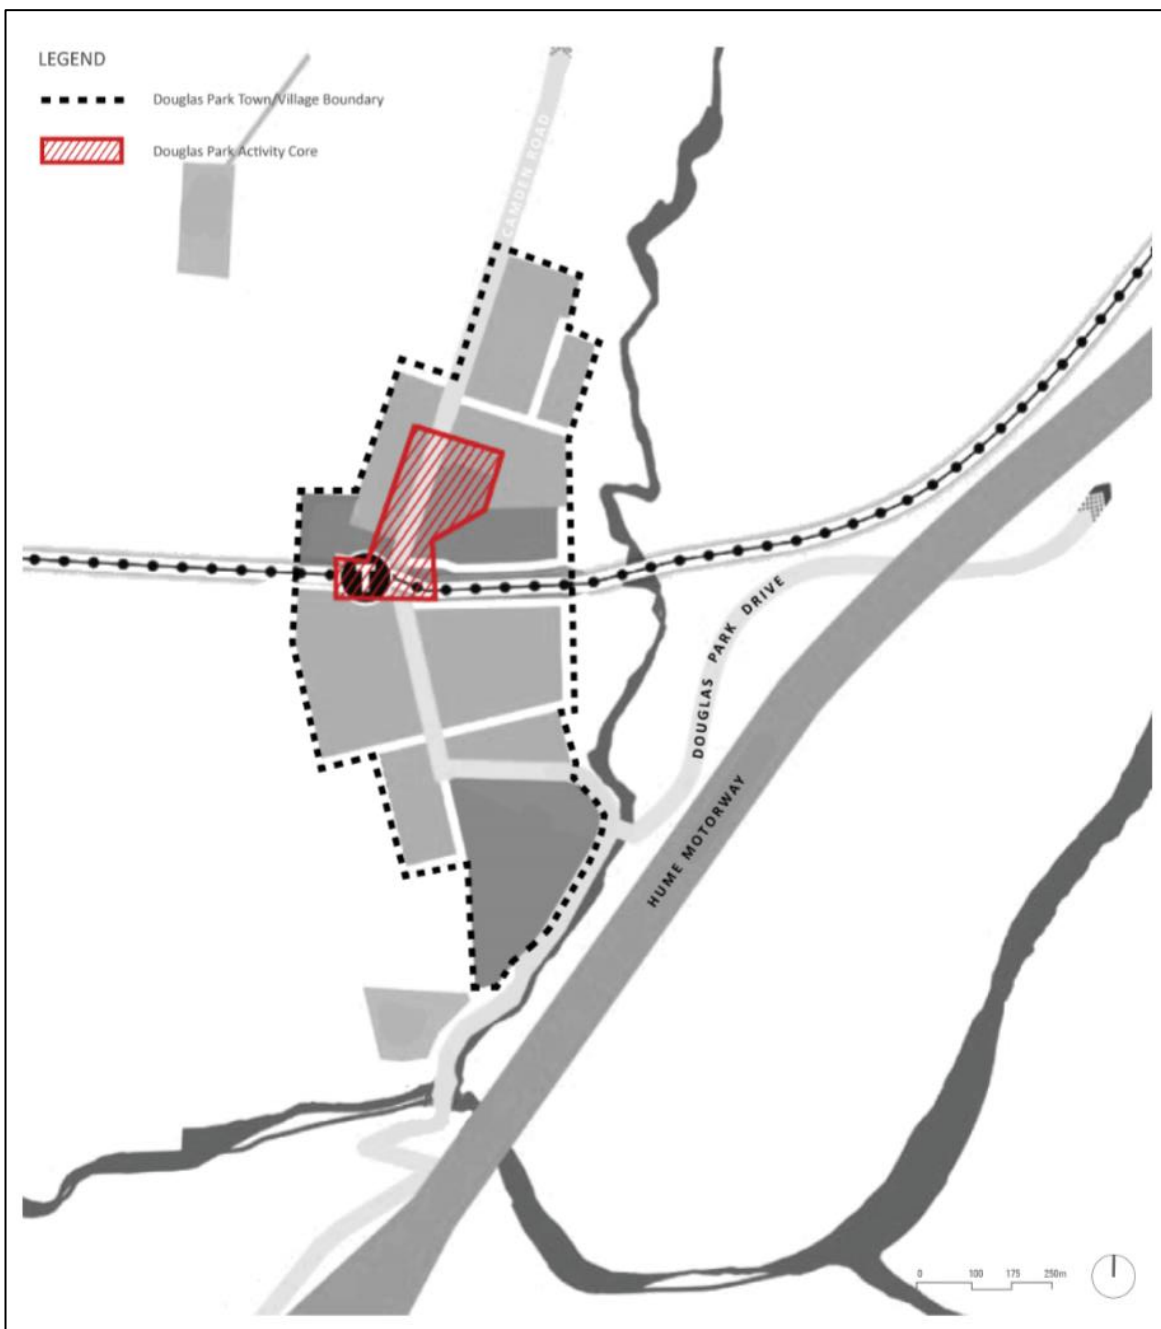 LEGEND
Douglas Park Town/Village Boundary
Douglas Park Activity Core
CAMDEN ROAD
T
DOUGLAS PARK DRIVE
HUME MOTORWAY
0 100 175 250m